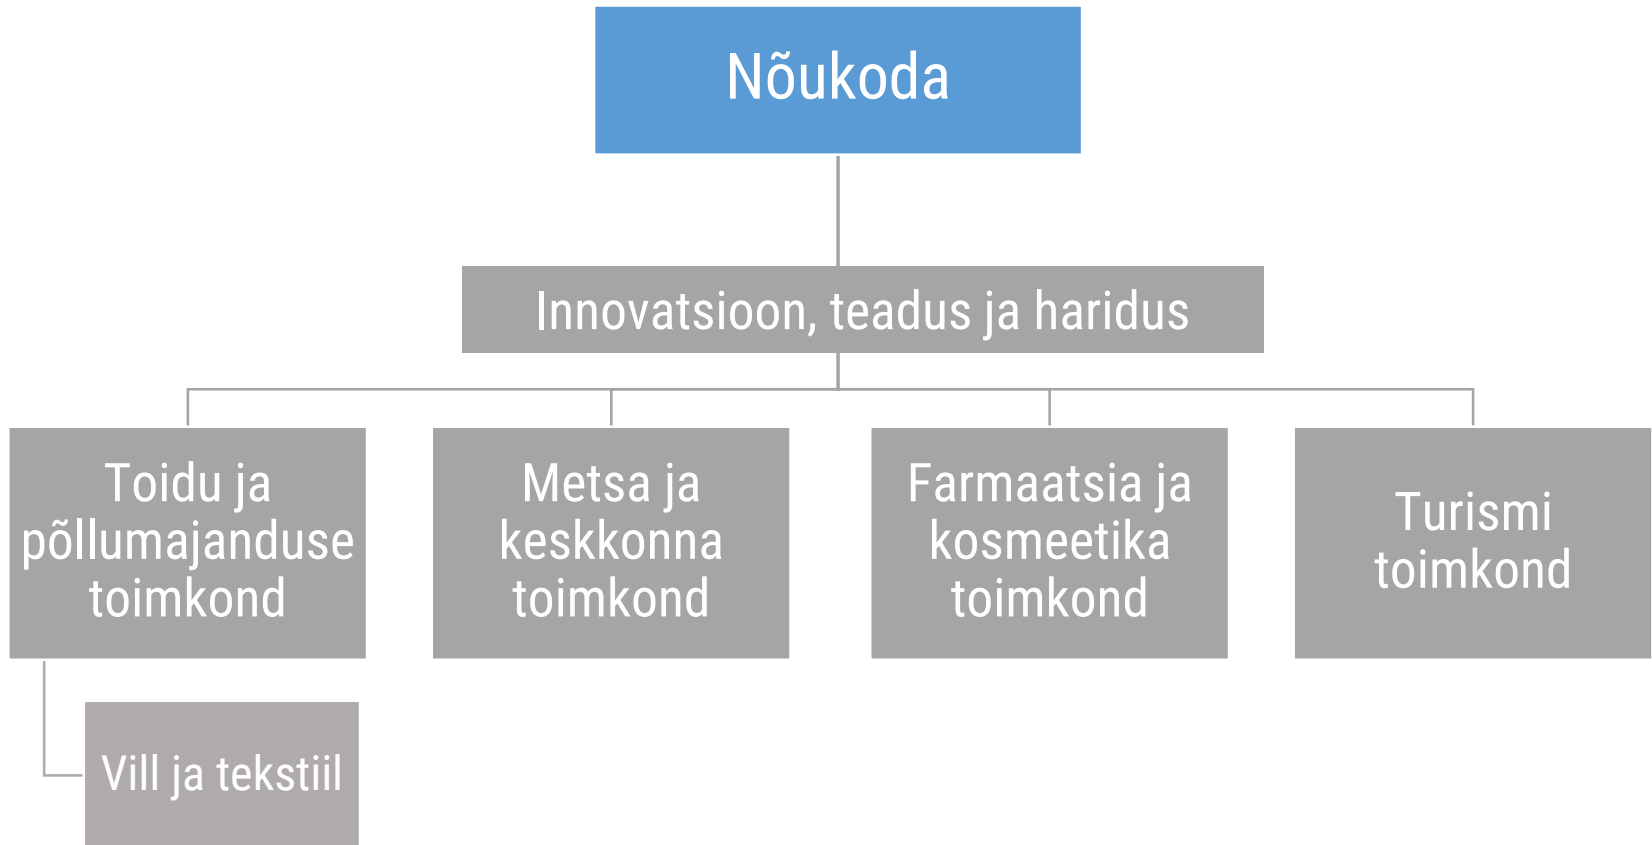 Nõukoda
Innovatsioon, teadus ja haridus
Toidu ja
põllumajanduse
toimkond
Metsa ja
keskkonna
toimkond
Farmaatsia ja
kosmeetika
toimkond
Turismi
toimkond
Vill ja tekstiil